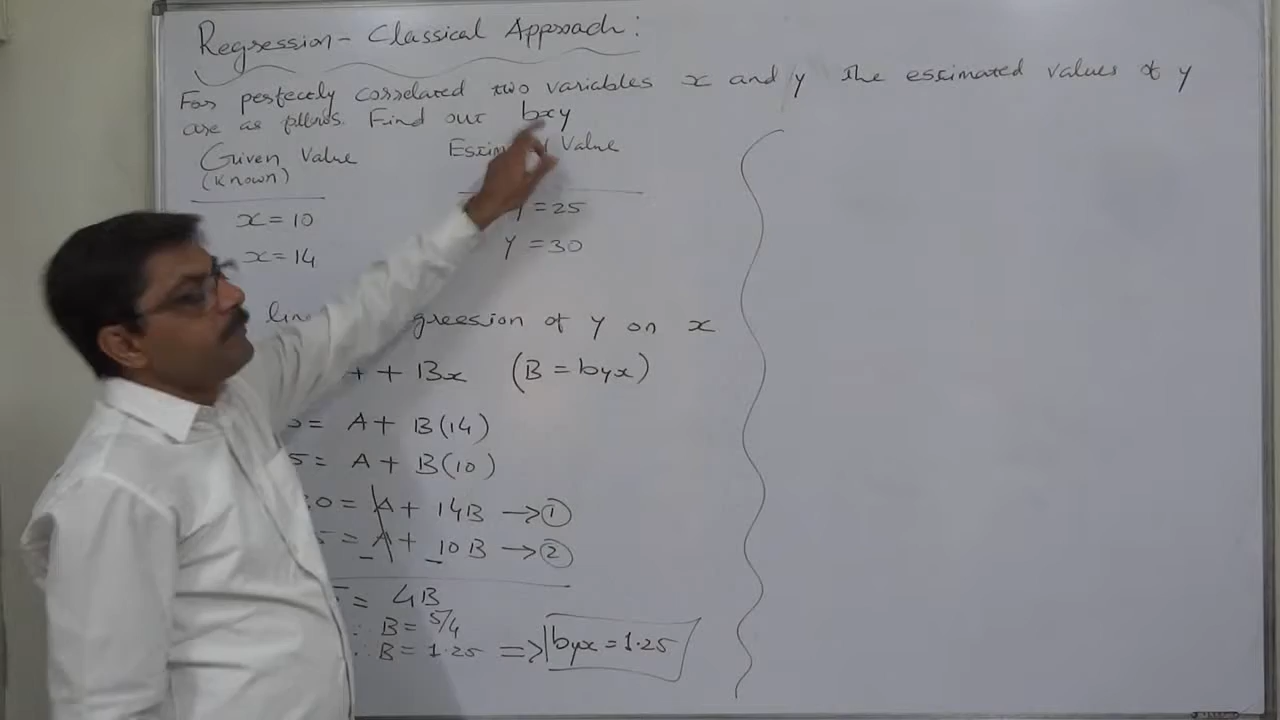 Regression - Classical Approach:
For perfectly correlated two variables x and y the estimated values of y
are as follows. Find out bxy
Given Value
(Known)
Value
x = 10
= 25
x = 14
y = 30
of y on x
+ Bx (B = byx)
= A + B(14)
= A + B(10)
0 = A + 14B → ①
= A + 10B → ②
= 4B
∴ B = 5/4
∴ B = 1.25 => byx = 1.25